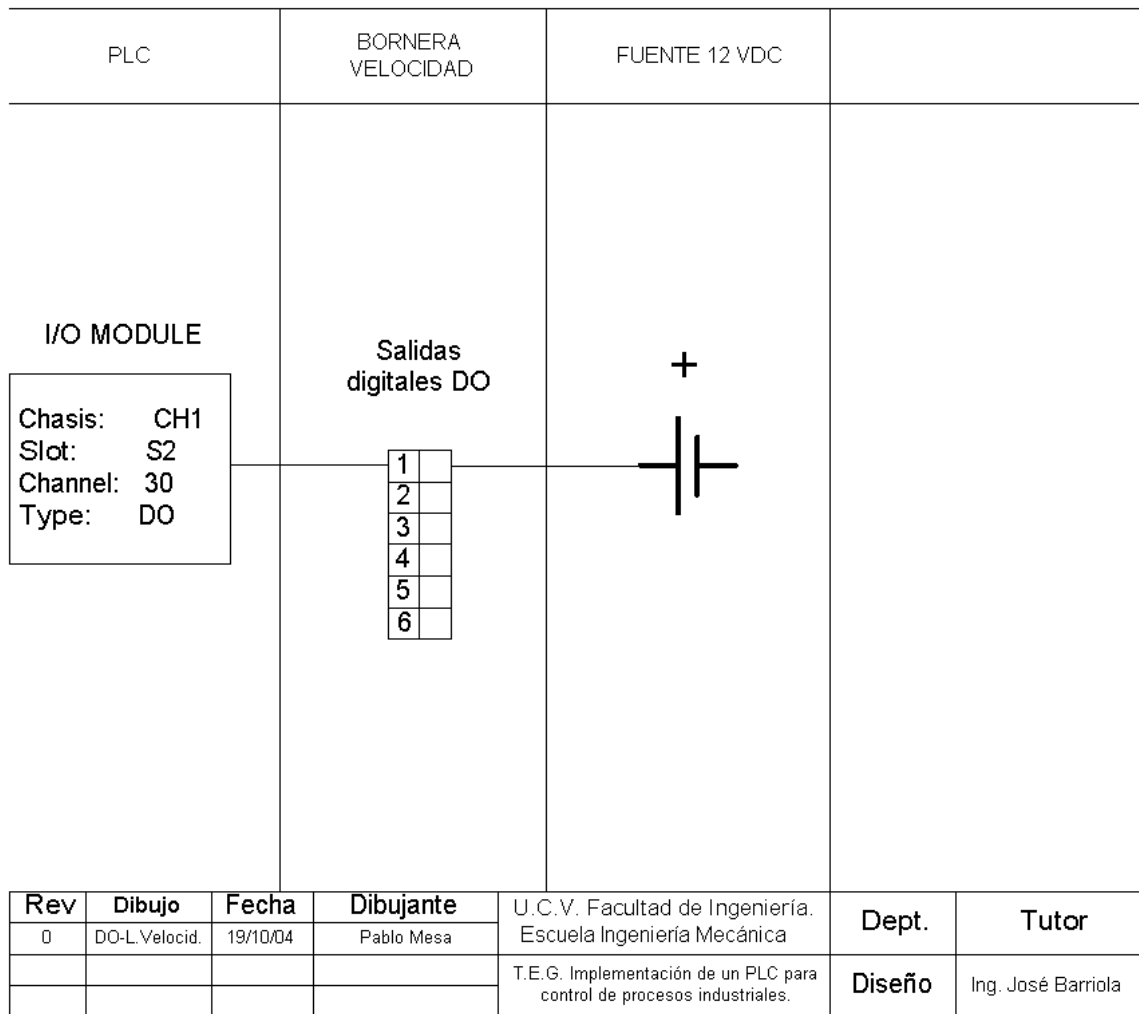 PLC
BORNERA
VELOCIDAD
FUENTE 12 VDC
I/O MODULE
Chasis: CH1
Slot: S2
Channel: 30
Type: DO
Salidas
digitales DO
+
1
2
3
4
5
6
Rev Dibujo Fecha Dibujante
0 DO-L.Velocid. 19/10/04 Pablo Mesa
U.C.V. Facultad de Ingeniería.
Escuela Ingeniería Mecánica
T.E.G. Implementación de un PLC para
control de procesos industriales.
Dept. Tutor
Diseño Ing. José Barriola